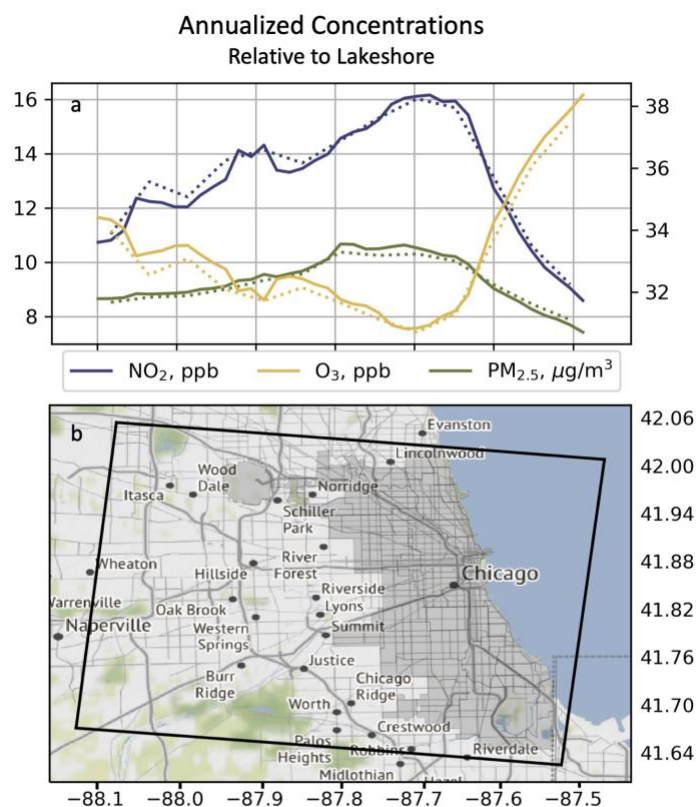 Annualized Concentrations
Relative to Lakeshore
a
16
14
12
10
8
38
36
34
32
NO₂, ppb
O₃, ppb
PM₂.₅, μg/m³
b
Evanston
Lincolnwood
Wood
Dale
Itasca
Norridge
Schiller
Park
River
Forest
Wheaton
Hillside
Chicago
Warrenville
Oak Brook
Riverside
Lyons
Naperville
Western
Springs
Summit
Burr
Ridge
Justice
Chicago
Ridge
Worth
Crestwood
Palos
Heights
Robbins
Riverdale
Midlothian
Hazel
42.06
42.00
41.94
41.88
41.82
41.76
41.70
41.64
−88.1
−88.0
−87.9
−87.8
−87.7
−87.6
−87.5